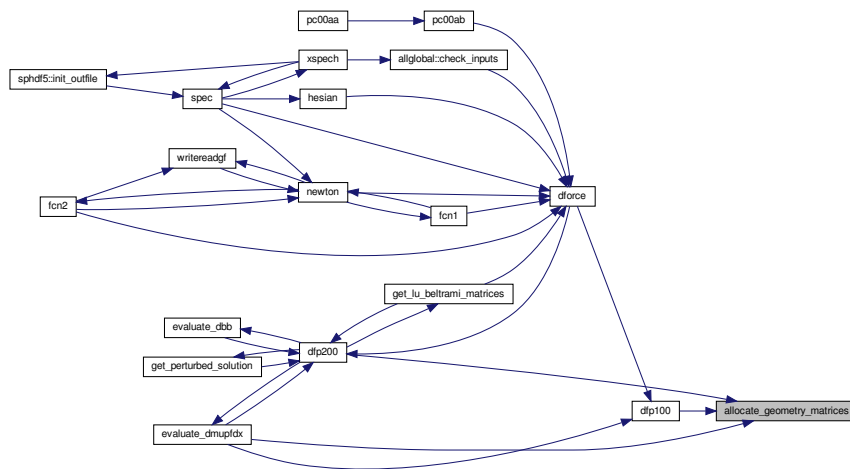 pc00aa
pc00ab
xspech
allglobal::check_inputs
sphdf5::init_outfile
spec
hesian
writereadgf
newton
dforce
fcn2
fcn1
get_lu_beltrami_matrices
evaluate_dbb
dfp200
get_perturbed_solution
dfp100
allocate_geometry_matrices
evaluate_dmupfdx